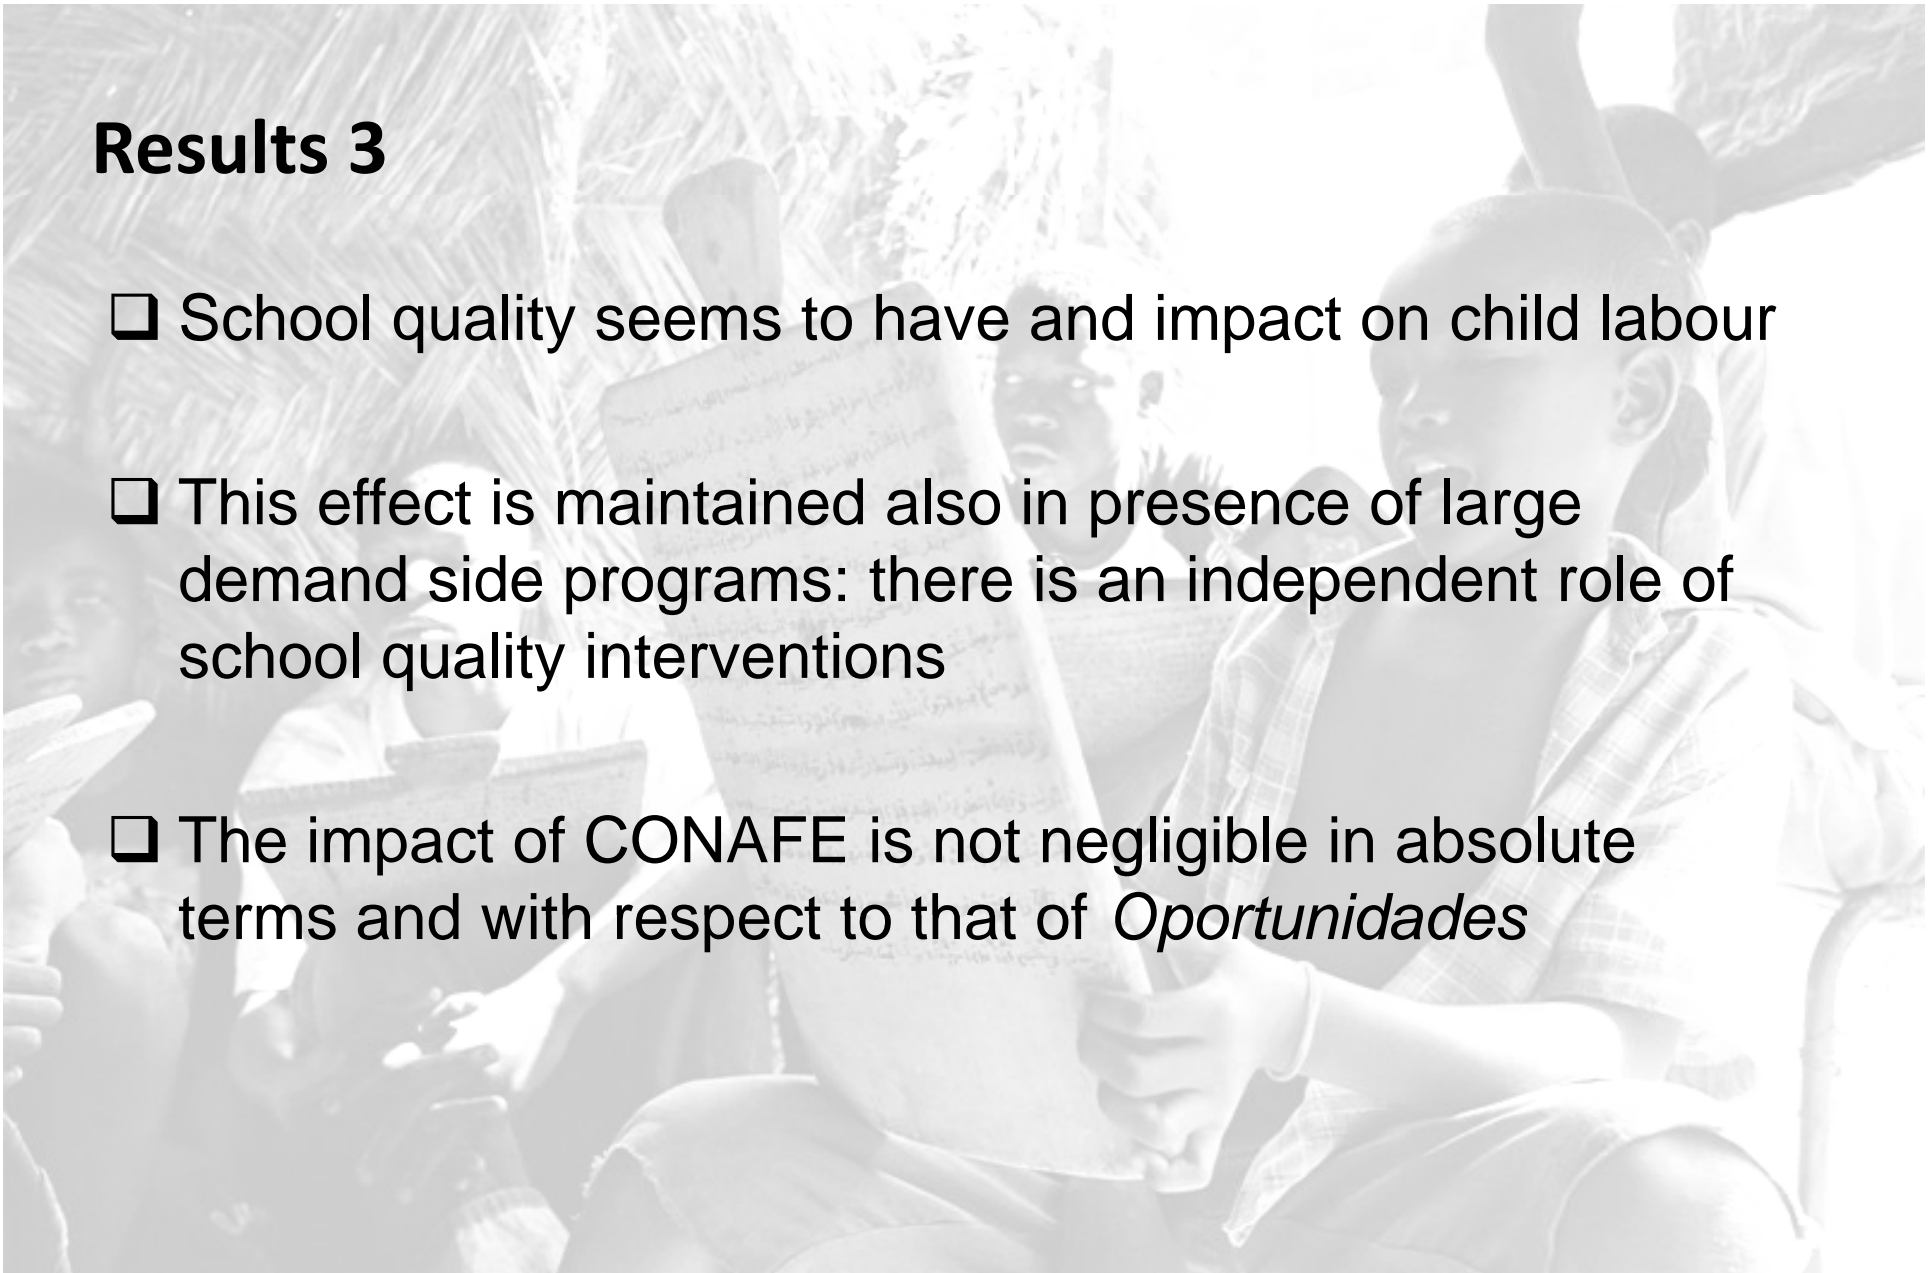 Results 3
❑ School quality seems to have and impact on child labour
❑ This effect is maintained also in presence of large
demand side programs: there is an independent role of
school quality interventions
❑ The impact of CONAFE is not negligible in absolute
terms and with respect to that of Oportunidades